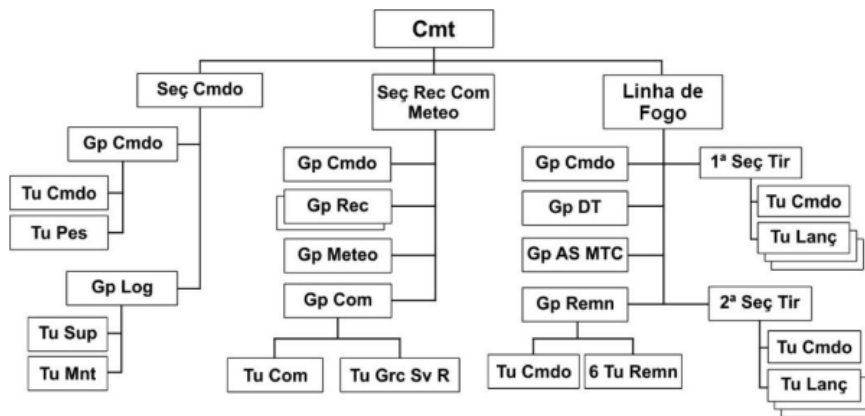 Cmt
Seç Cmdo
Gp Cmdo
Tu Cmdo
Tu Pes
Gp Log
Tu Sup
Tu Mnt
Seç Rec Com
Meteo
Gp Cmdo
Gp Rec
Gp Meteo
Gp Com
Tu Com
Tu Grc Sv R
Linha de
Fogo
Gp Cmdo
Gp DT
Gp AS MTC
Gp Remn
Tu Cmdo
6 Tu Remn
1ª Seç Tir
Tu Cmdo
Tu Lanç
2ª Seç Tir
Tu Cmdo
Tu Lanç